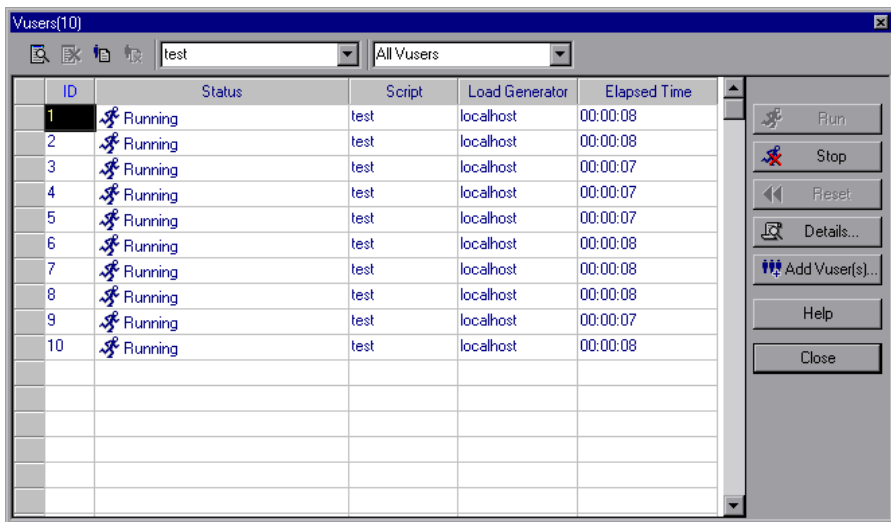 Vusers(10)
test All Vusers
ID Status Script Load Generator Elapsed Time
1 Running test localhost 00:00:08
2 Running test localhost 00:00:08
3 Running test localhost 00:00:07
4 Running test localhost 00:00:07
5 Running test localhost 00:00:07
6 Running test localhost 00:00:08
7 Running test localhost 00:00:08
8 Running test localhost 00:00:08
9 Running test localhost 00:00:07
10 Running test localhost 00:00:08
Run
Stop
Reset
Details...
Add Vuser(s)...
Help
Close